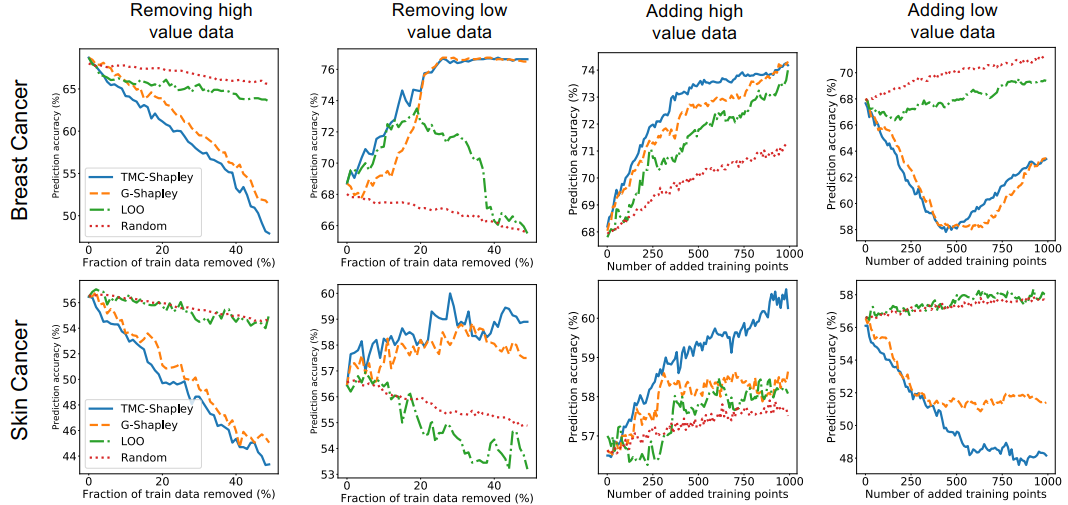 Removing high
value data
Removing low
value data
Adding high
value data
Adding low
value data
Breast Cancer
Prediction accuracy (%)
65
60
55
50
TMC-Shapley
G-Shapley
LOO
Random
0
20
40
Fraction of train data removed (%)
Prediction accuracy (%)
76
74
72
70
68
66
0
20
40
Fraction of train data removed (%)
Prediction accuracy (%)
74
73
72
71
70
69
68
0
250
500
750
1000
Number of added training points
Prediction accuracy (%)
70
68
66
64
62
60
58
0
250
500
750
1000
Number of added training points
Skin Cancer
Prediction accuracy (%)
56
54
52
50
48
46
44
TMC-Shapley
G-Shapley
LOO
Random
0
20
40
Fraction of train data removed (%)
Prediction accuracy (%)
60
59
58
57
56
55
54
53
0
20
40
Fraction of train data removed (%)
Prediction accuracy (%)
60
59
58
57
0
250
500
750
1000
Number of added training points
Prediction accuracy (%)
58
56
54
52
50
48
0
250
500
750
1000
Number of added training points